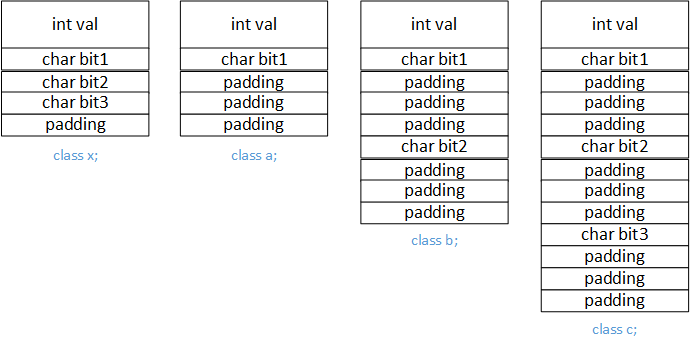 int val
char bit1
char bit2
char bit3
padding
class x;
int val
char bit1
padding
padding
padding
class a;
int val
char bit1
padding
padding
padding
char bit2
padding
padding
padding
class b;
int val
char bit1
padding
padding
padding
char bit2
padding
padding
padding
char bit3
padding
padding
padding
class c;